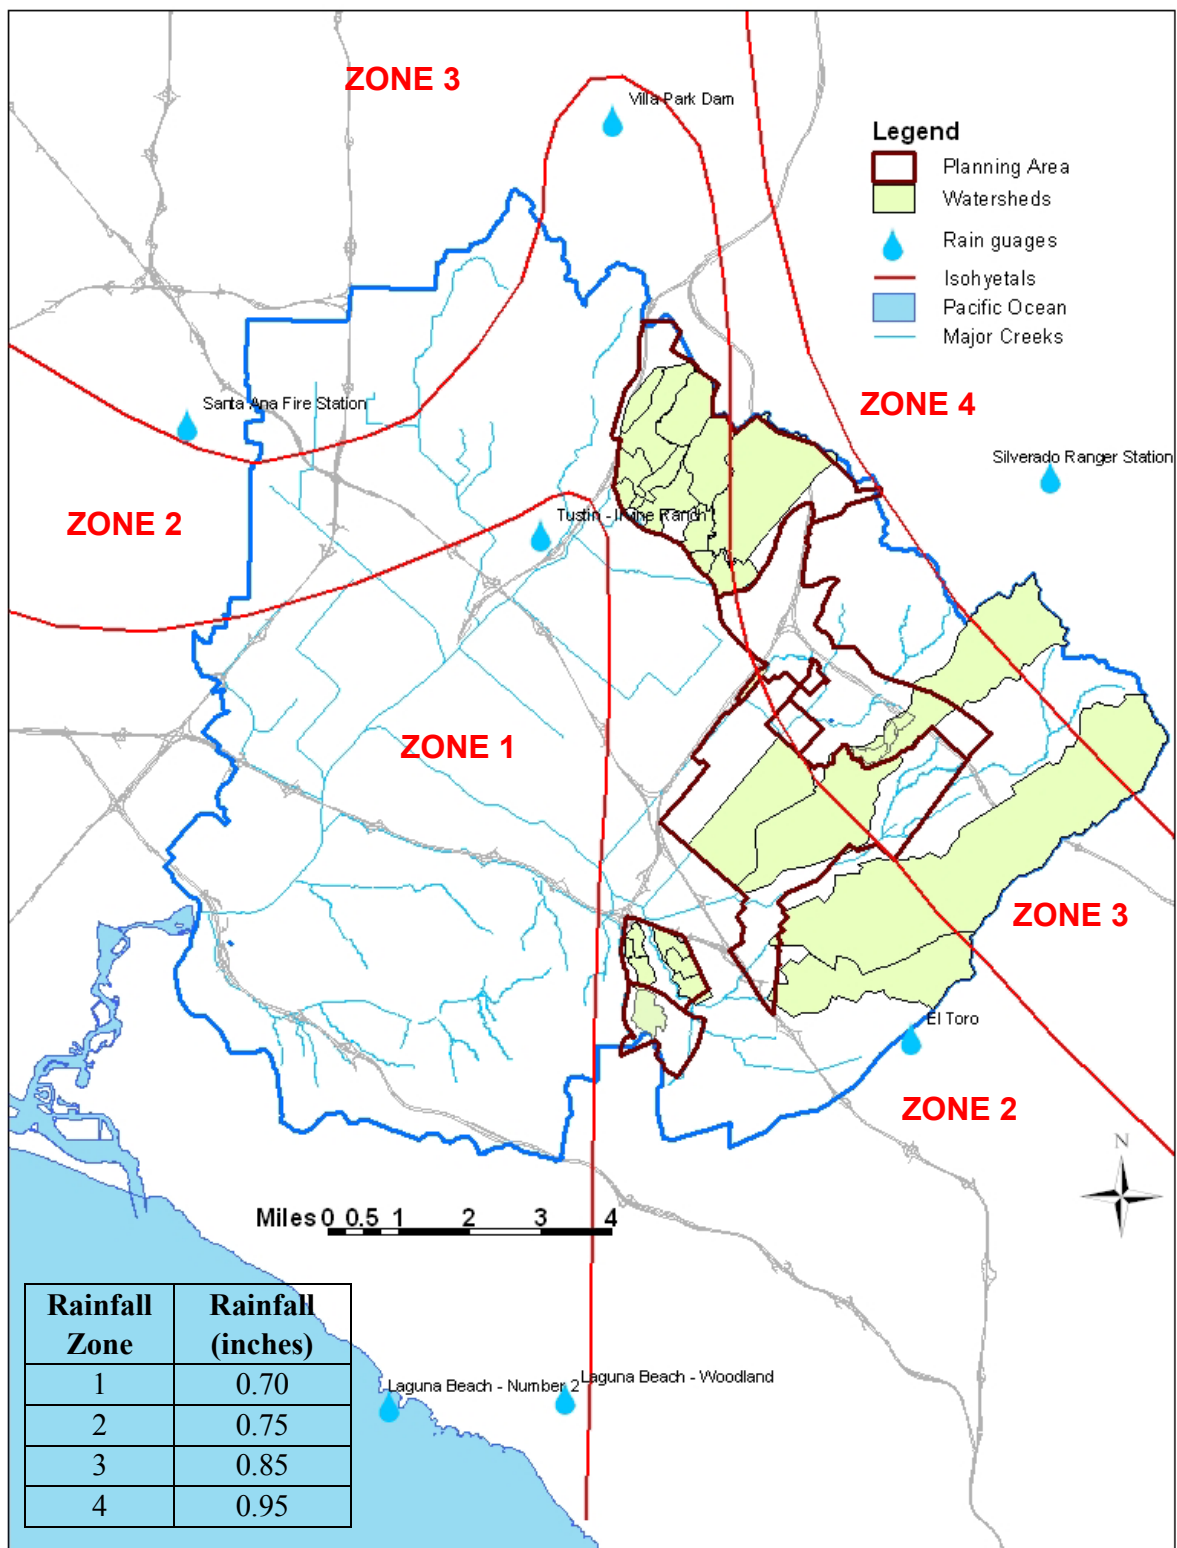 ZONE 3
Villa Park Dam
Legend
Planning Area
Watersheds
Rain guages
Isohyetals
Pacific Ocean
Major Creeks
ZONE 4
Santa Ana Fire Station
Silverado Ranger Station
ZONE 2
Tustin - Irvine Ranch
ZONE 1
ZONE 3
El Toro
ZONE 2
N
Miles 0 0.5 1 2 3 4
Rainfall Zone
Rainfall (inches)
1 0.70
2 0.75
3 0.85
4 0.95
Laguna Beach - Number 2
Laguna Beach - Woodland